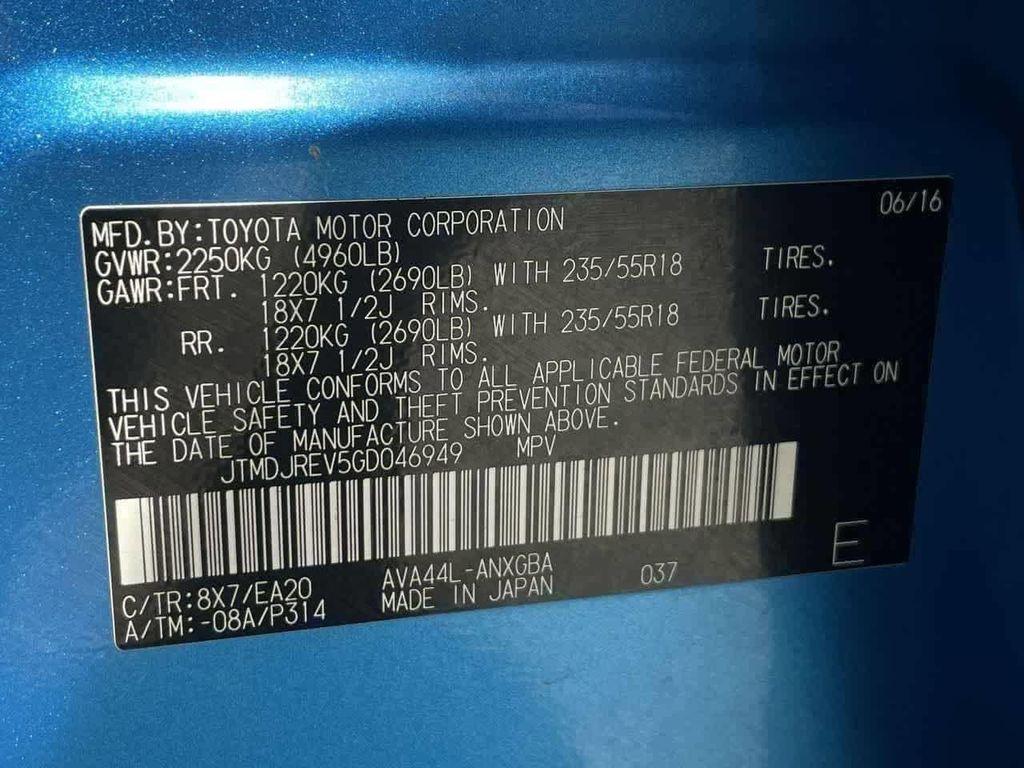 06/16
MFD.BY:TOYOTA MOTOR CORPORATION
GVWR:2250KG (4960LB)
GAWR:FRT. 1220KG (2690LB) WITH 235/55R18 TIRES.
18X7 1/2J RIMS.
RR. 1220KG (2690LB) WITH 235/55R18 TIRES.
18X7 1/2J RIMS.
THIS VEHICLE CONFORMS TO ALL APPLICABLE FEDERAL MOTOR
VEHICLE SAFETY AND THEFT PREVENTION STANDARDS IN EFFECT ON
THE DATE OF MANUFACTURE SHOWN ABOVE.
JTMDJREV5GD046949 MPV
E
C/TR:8X7/EA20 AVA44L-ANXGBA 037
A/TM:-08A/P314 MADE IN JAPAN